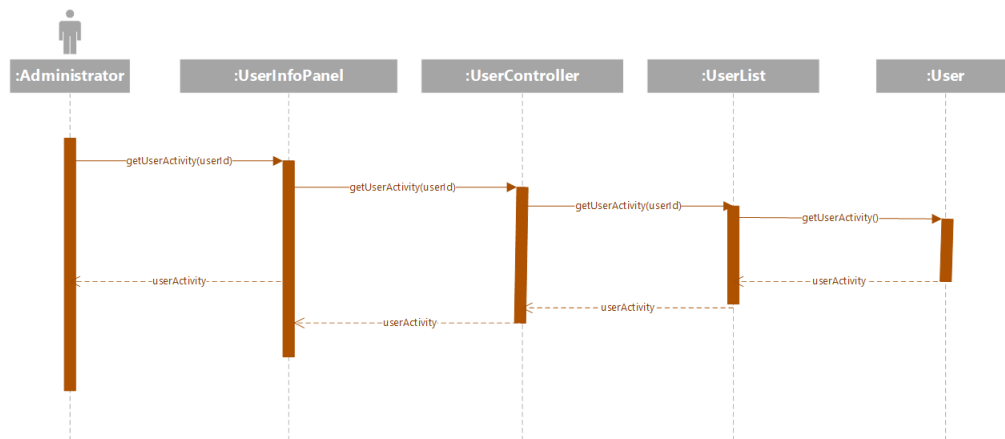 :Administrator
:UserInfoPanel
:UserController
:UserList
:User
getUserActivity(userId)
getUserActivity(userId)
getUserActivity(userId)
getUserActivity()
userActivity
userActivity
userActivity
userActivity